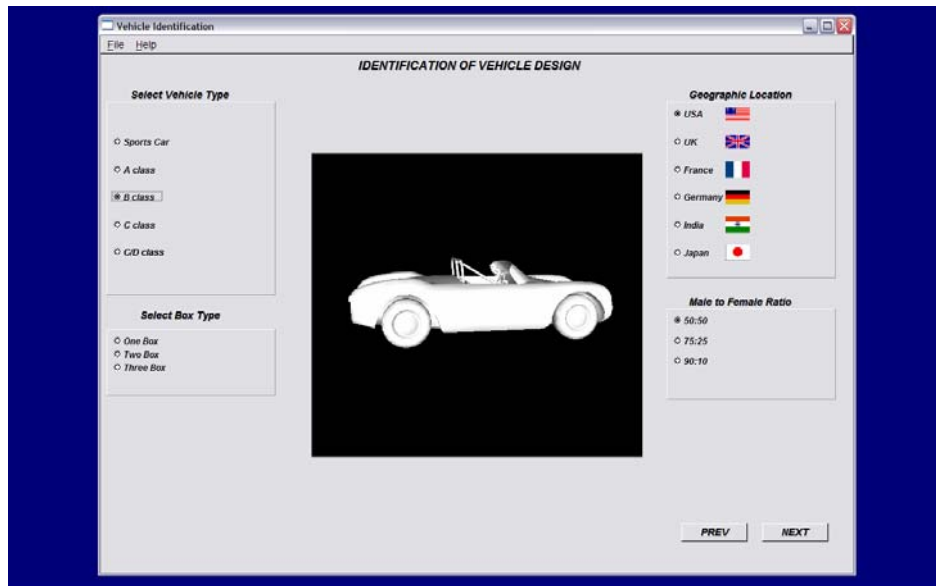 Vehicle Identification
File Help
IDENTIFICATION OF VEHICLE DESIGN
Select Vehicle Type
Sports Car
A class
B class
C class
C/D class
Select Box Type
One Box
Two Box
Three Box
Geographic Location
USA
UK
France
Germany
India
Japan
Male to Female Ratio
50:50
75:25
90:10
PREV NEXT